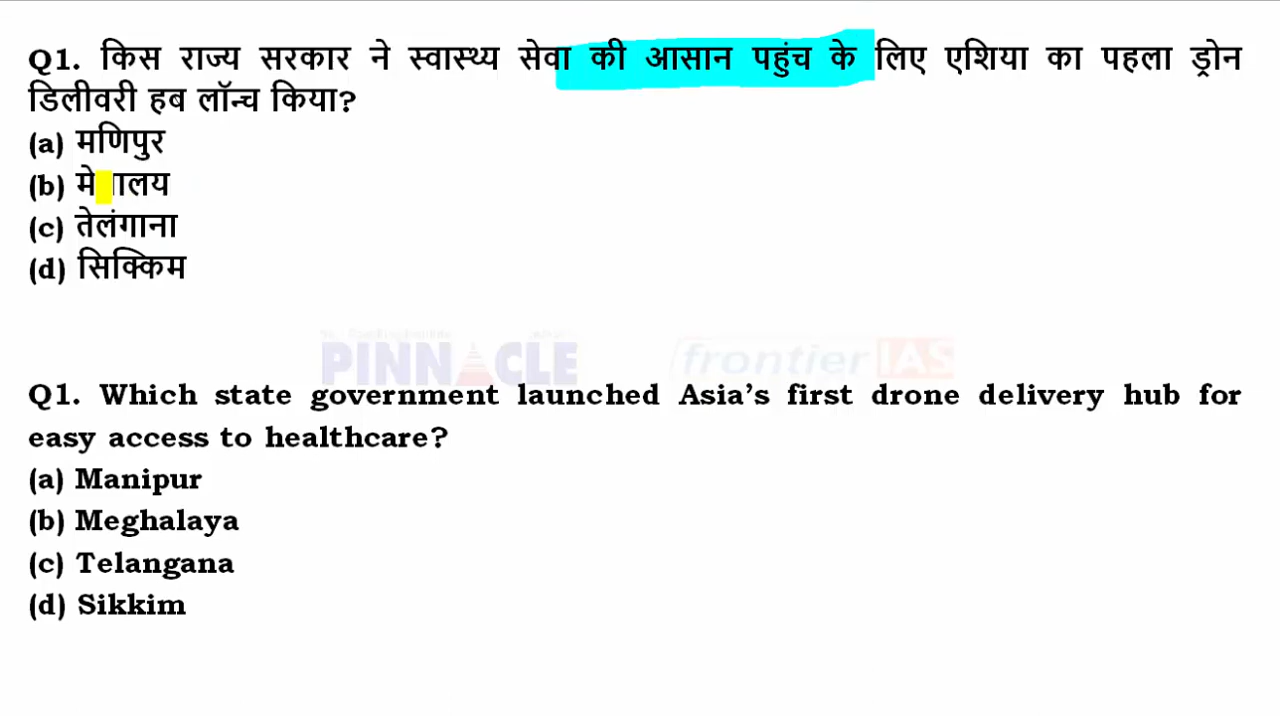 Q1. किस राज्य सरकार ने स्वास्थ्य सेवा की आसान पहुंच के लिए एशिया का पहला ड्रोन
डिलीवरी हब लॉन्च किया?
(a) मणिपुर
(b)
(c) तेलंगाना
(d) सिक्किम
PINNACLE frontier IAS
Q1. Which state government launched Asia's first drone delivery hub for
easy access to healthcare?
(a) Manipur
(b) Meghalaya
(c) Telangana
(d) Sikkim